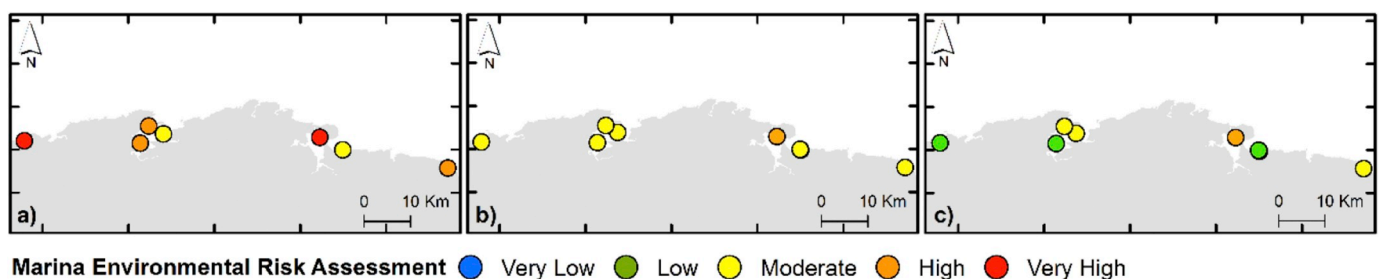 N
N
N
0 10 Km
0 10 Km
0 10 Km
a)
b)
c)
Marina Environmental Risk Assessment Very Low Low Moderate High Very High